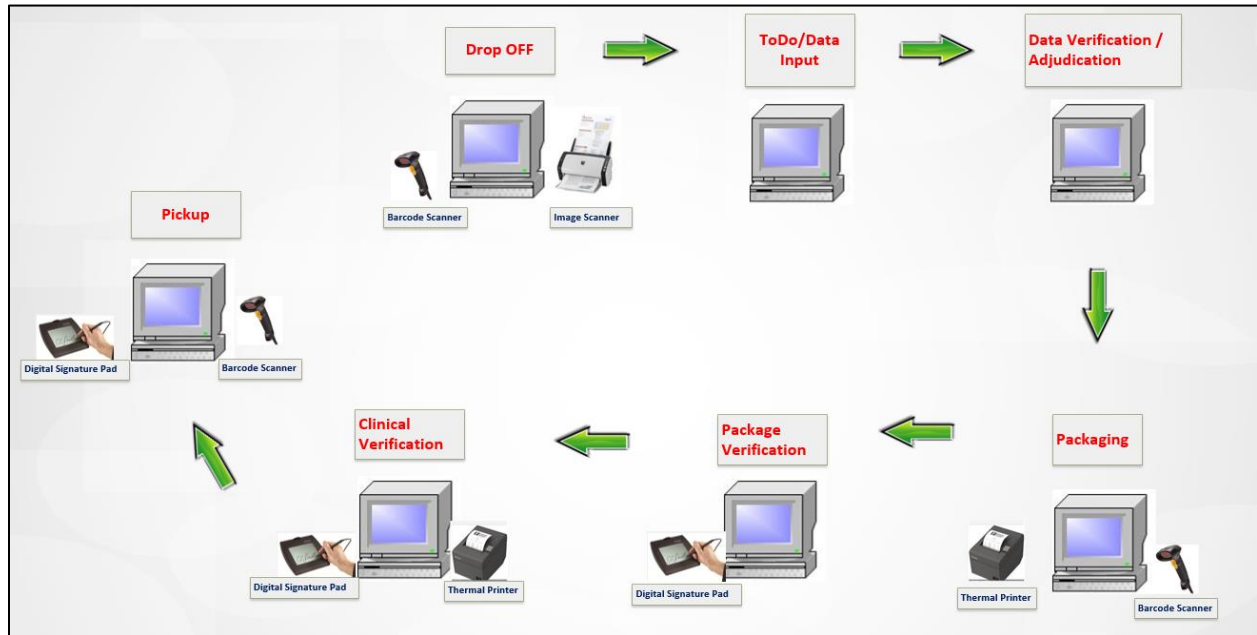 Drop OFF
ToDo/Data
Input
Data Verification /
Adjudication
Barcode Scanner
Image Scanner
Pickup
Digital Signature Pad
Barcode Scanner
Clinical
Verification
Package
Verification
Packaging
Digital Signature Pad
Thermal Printer
Digital Signature Pad
Thermal Printer
Barcode Scanner